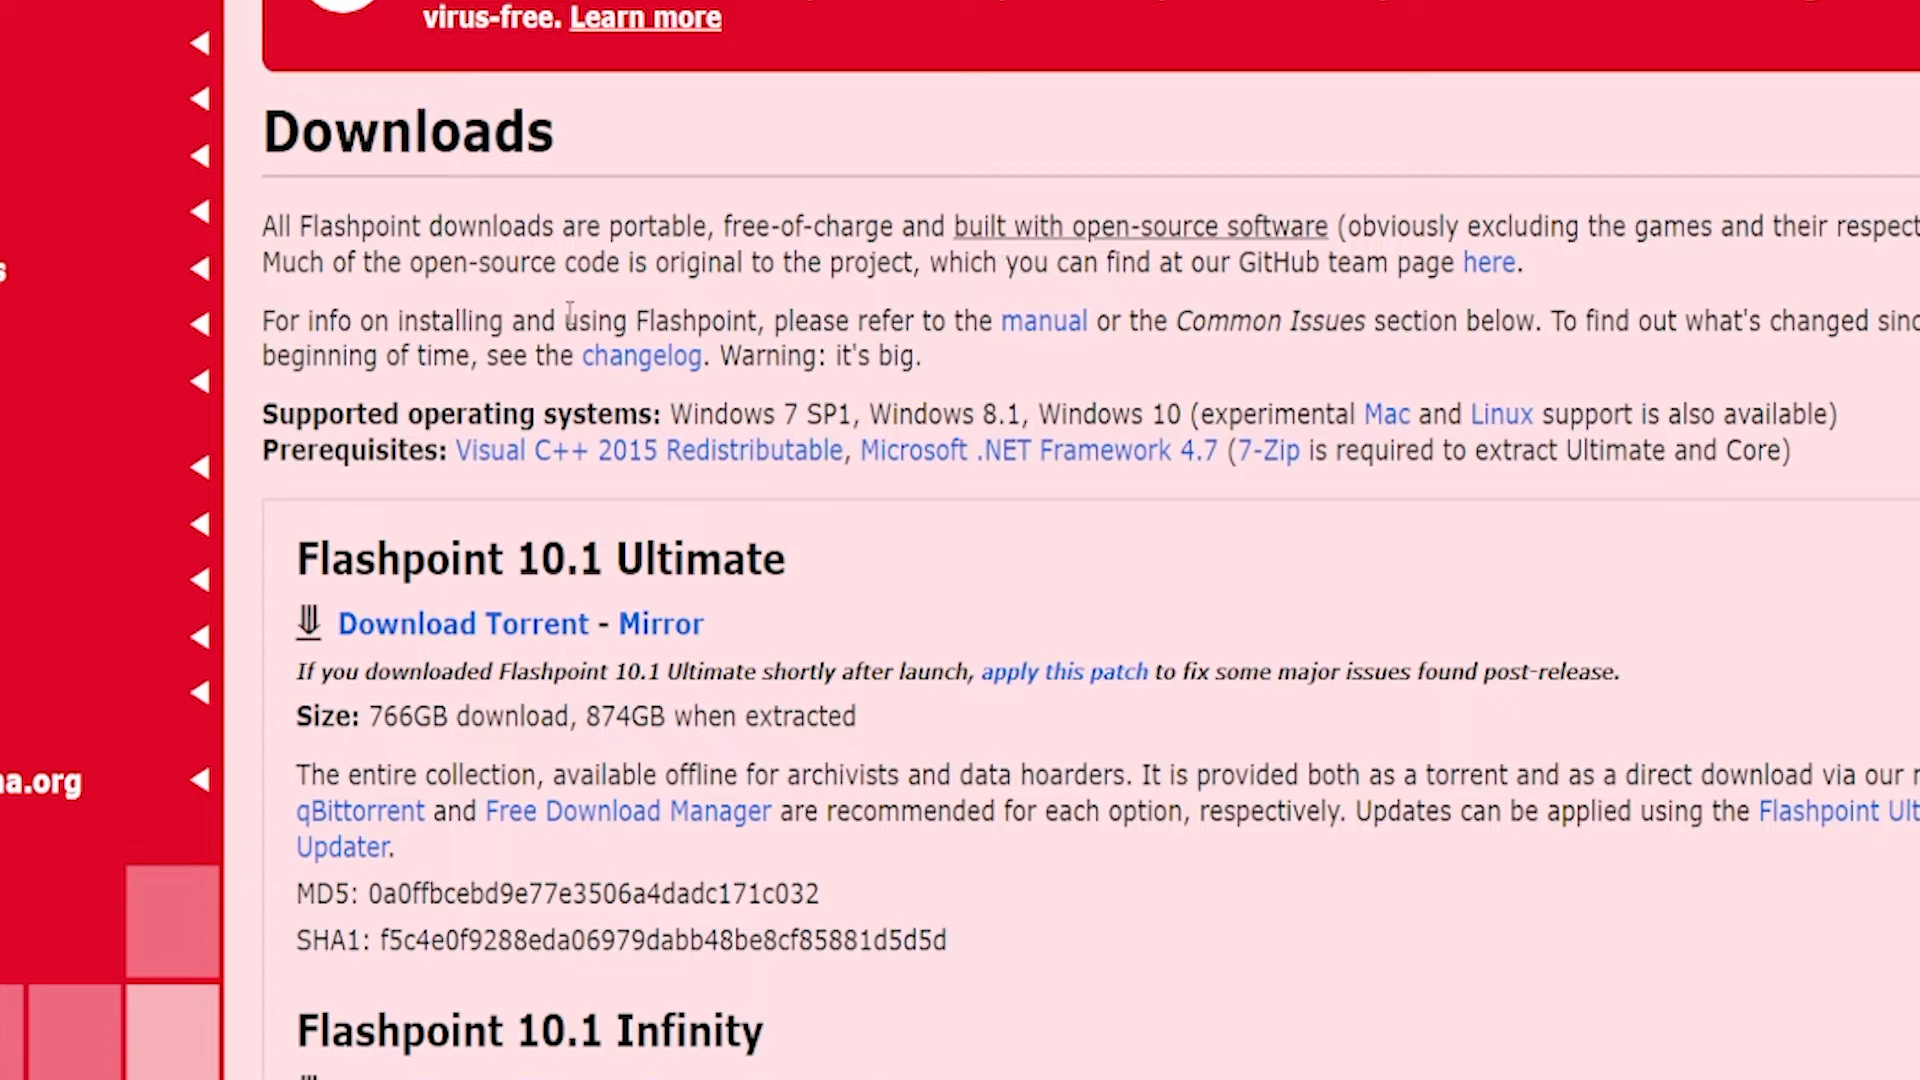 virus-free. Learn more
Downloads
All Flashpoint downloads are portable, free-of-charge and built with open-source software (obviously excluding the games and their
Much of the open-source code is original to the project, which you can find at our GitHub team page here.
For info on installing and using Flashpoint, please refer to the manual or the Common Issues section below. To find out what's changed
beginning of time, see the changelog. Warning: it's big.
Supported operating systems: Windows 7 SP1, Windows 8.1, Windows 10 (experimental Mac and Linux support is also available)
Prerequisites: Visual C++ 2015 Redistributable, Microsoft .NET Framework 4.7 (7-Zip is required to extract Ultimate and Core)
Flashpoint 10.1 Ultimate
Download Torrent - Mirror
If you downloaded Flashpoint 10.1 Ultimate shortly after launch, apply this patch to fix some major issues found post-release.
Size: 766GB download, 874GB when extracted
The entire collection, available offline for archivists and data hoarders. It is provided both as a torrent and as a direct download via our
qBittorrent and Free Download Manager are recommended for each option, respectively. Updates can be applied using the Flashpoint
Updater.
a.org
MD5: 0a0ffbcebd9e77e3506a4dadc171c032
SHA1: f5c4e0f9288eda06979dabb48be8cf85881d5d5d
Flashpoint 10.1 Infinity